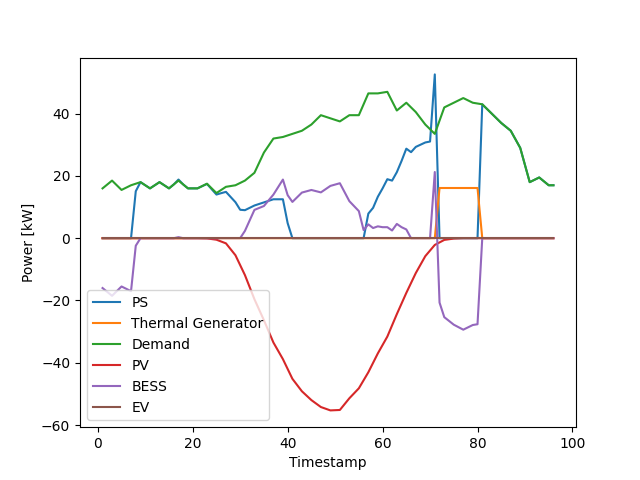 Power [kW]
40
20
0
−20
−40
−60
PS
Thermal Generator
Demand
PV
BESS
EV
0 20 40 60 80 100
Timestamp